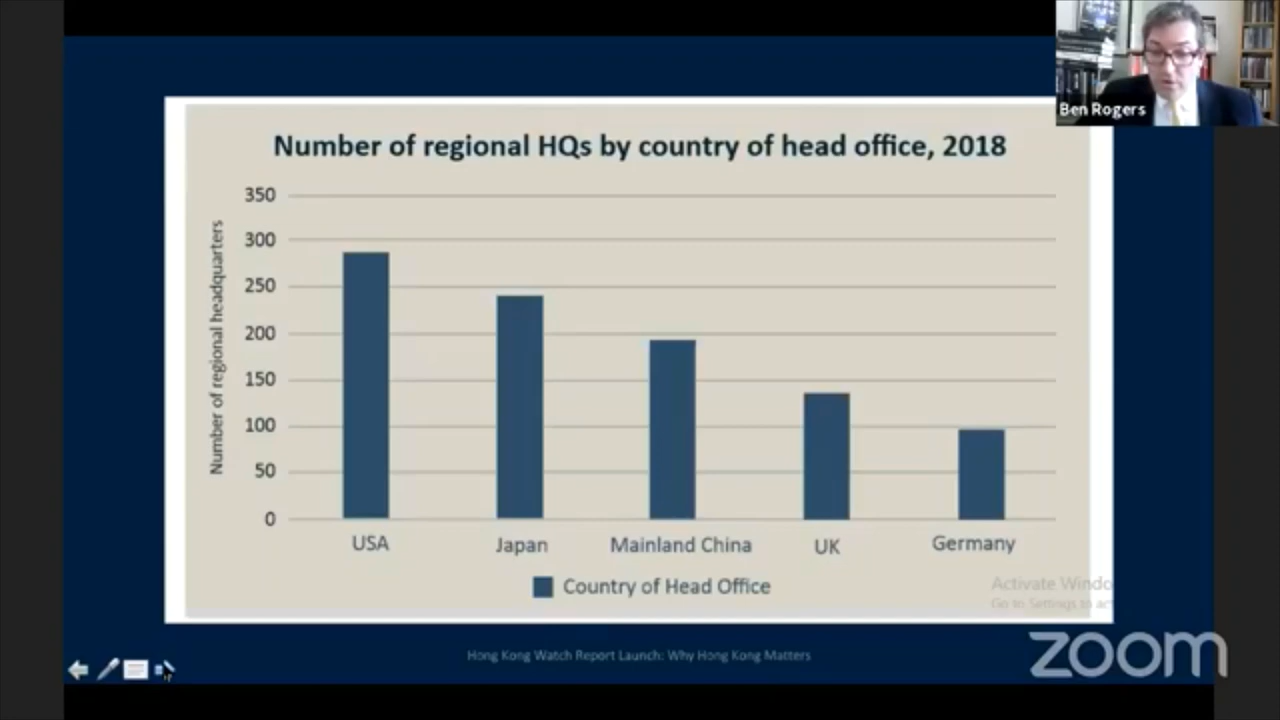 Ben Rogers
Number of regional HQs by country of head office, 2018
Number of regional headquarters
350
300
250
200
150
100
50
0
USA
Japan
Mainland China
UK
Germany
Country of Head Office
Activate Windo
Go to Settings to act
Hong Kong Watch Report Launch: Why Hong Kong Matters
zoom